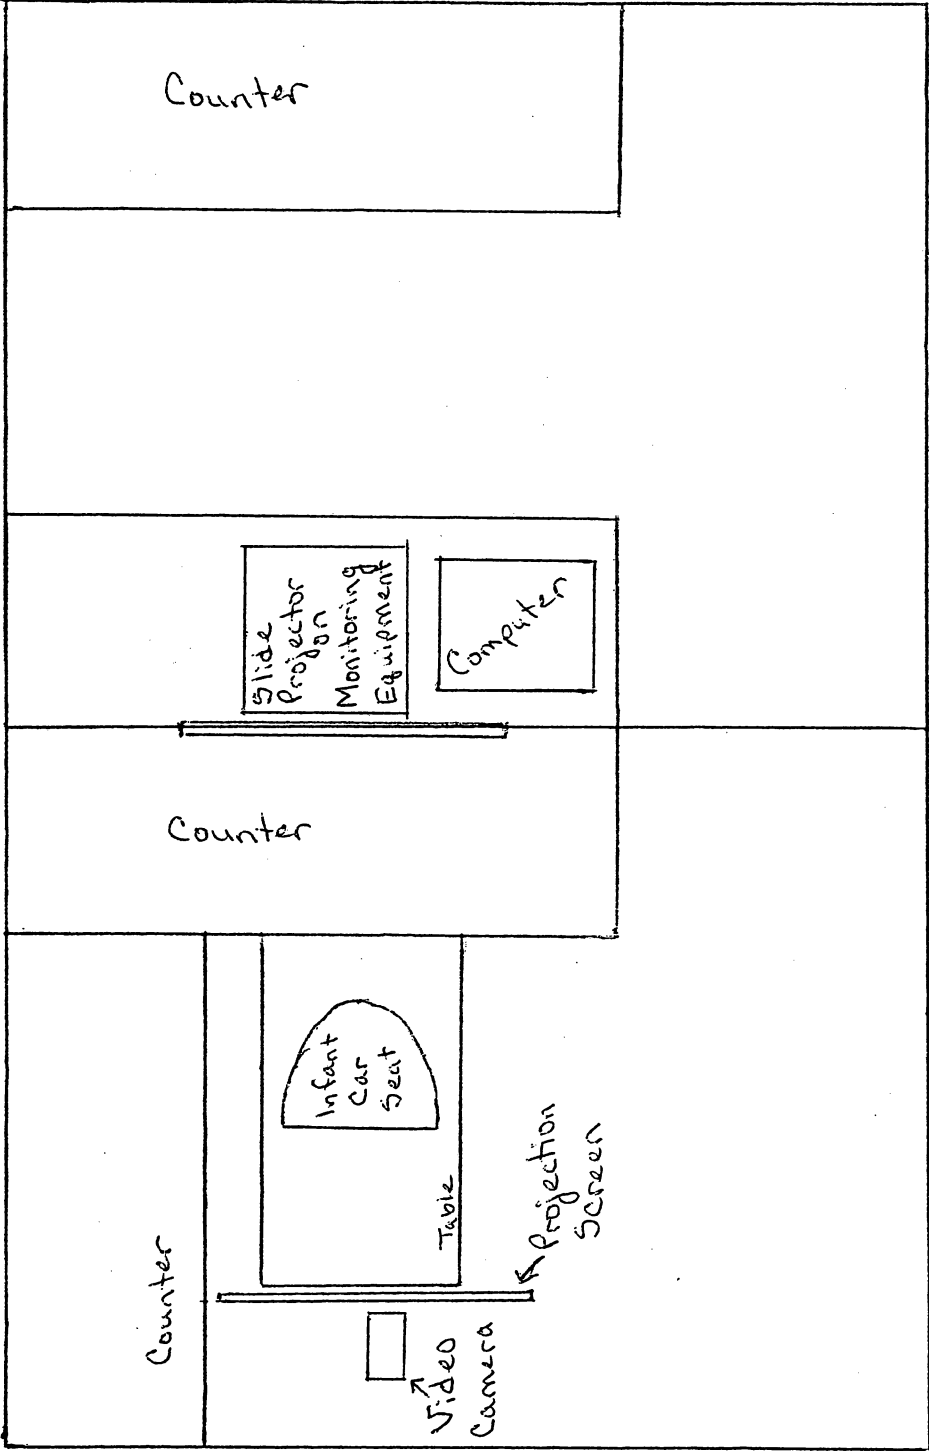 Counter
Slide
Projector
on
Monitoring
Equipment
Computer
Counter
Infant
Car
Seat
Table
Projection
Screen
Counter
Video
Camera